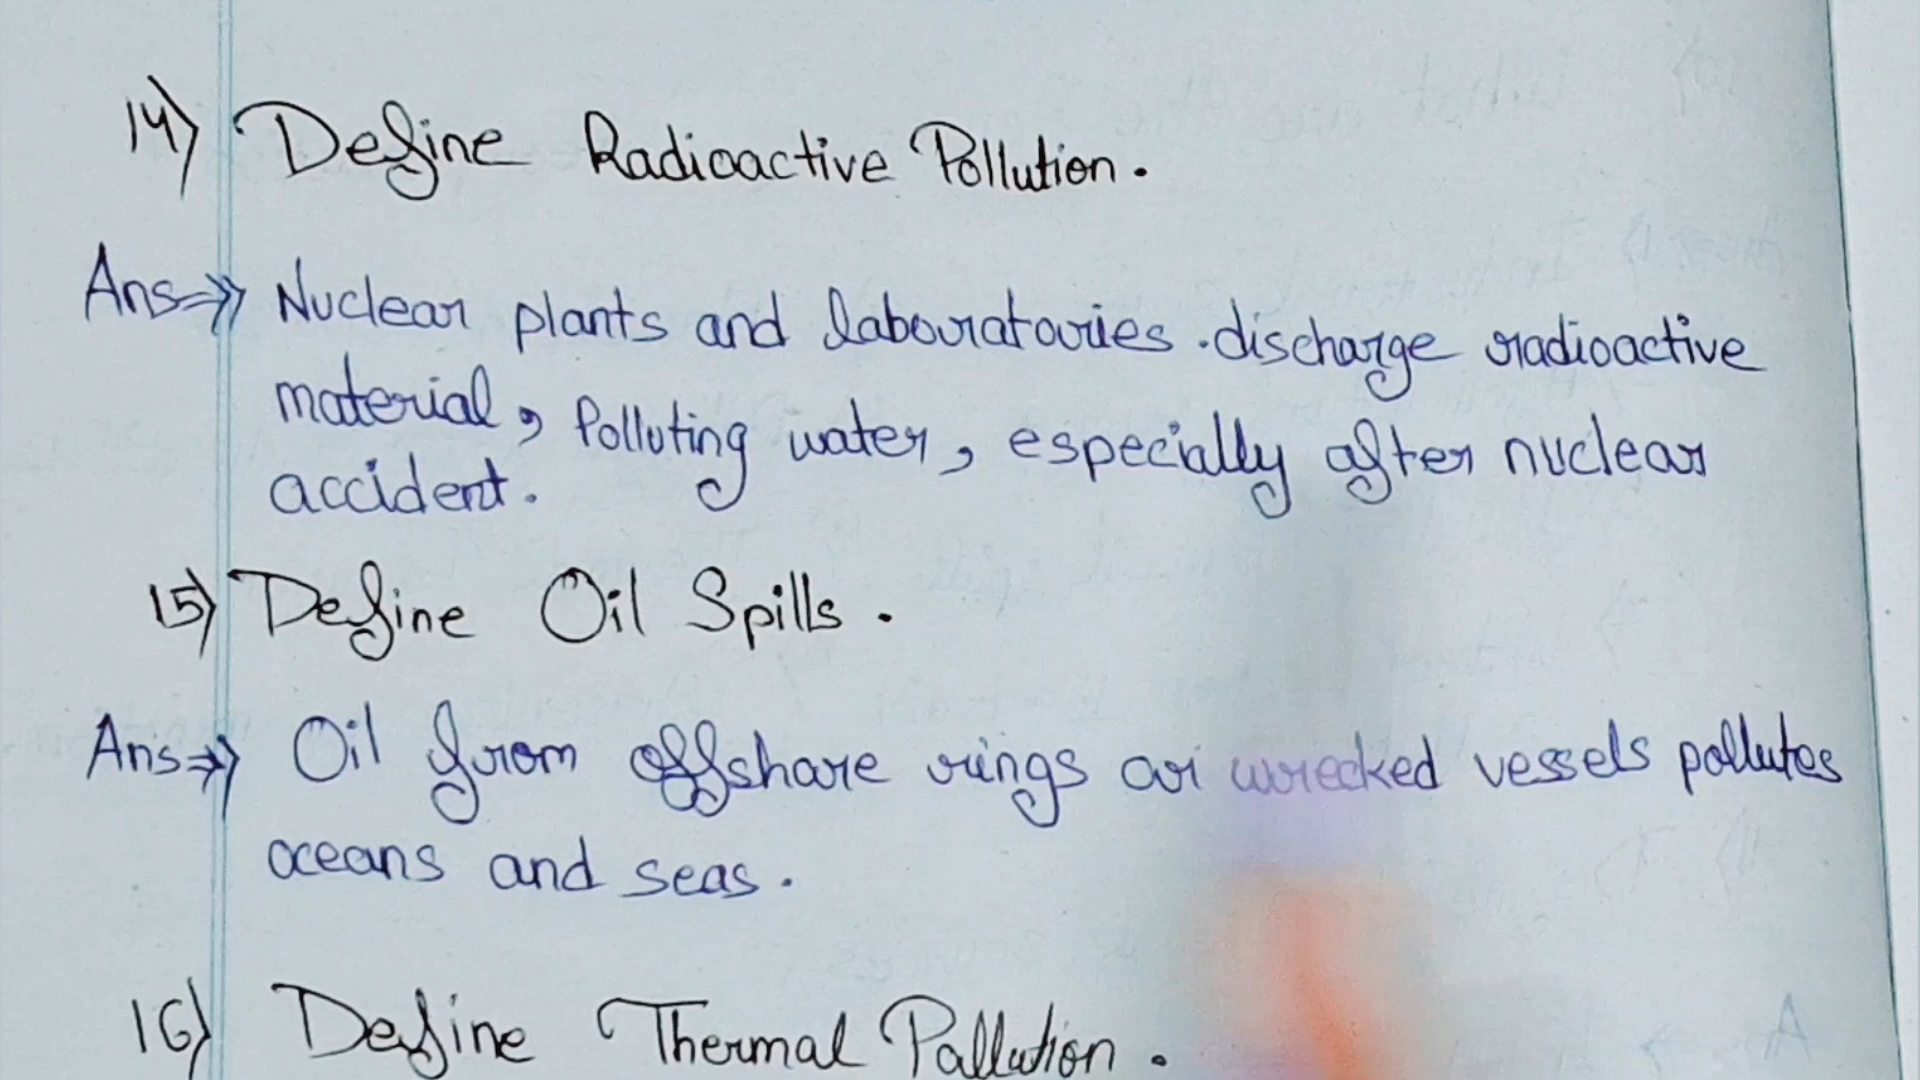 14) Define Radioactive Pollution.
Ans⇒ Nuclear plants and laboratories discharge radioactive
material, Polluting water, especially after nuclear
accident.
15) Define Oil Spills.
Ans⇒ Oil from offshore rings or wrecked vessels pollutes
oceans and seas.
16) Define Thermal Pollution.